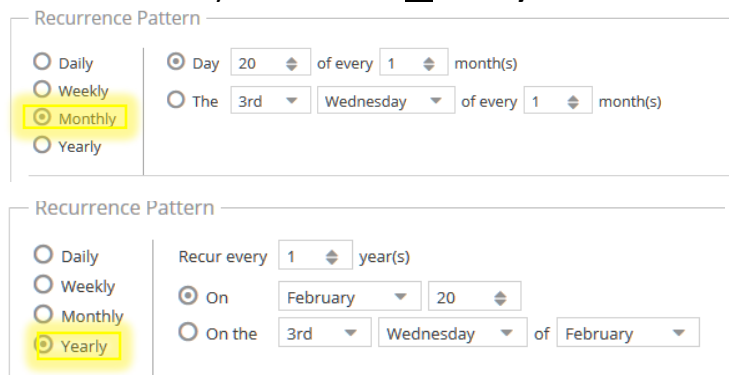 Recurrence Pattern
Daily
Weekly
Monthly
Yearly
Day 20 of every 1 month(s)
The 3rd Wednesday of every 1 month(s)
Recurrence Pattern
Daily
Weekly
Monthly
Yearly
Recur every 1 year(s)
On February 20
On the 3rd Wednesday of February